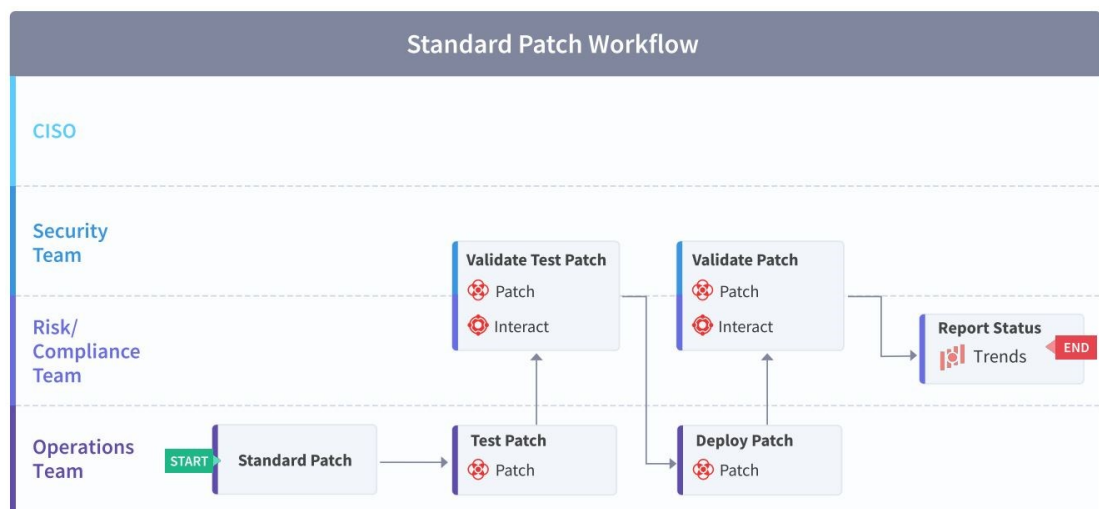 Standard Patch Workflow
CISO
Security
Team
Validate Test Patch
Patch
Interact
Validate Patch
Patch
Interact
Risk/
Compliance
Team
Report Status
Trends
END
Operations
Team
START
Standard Patch
Test Patch
Patch
Deploy Patch
Patch